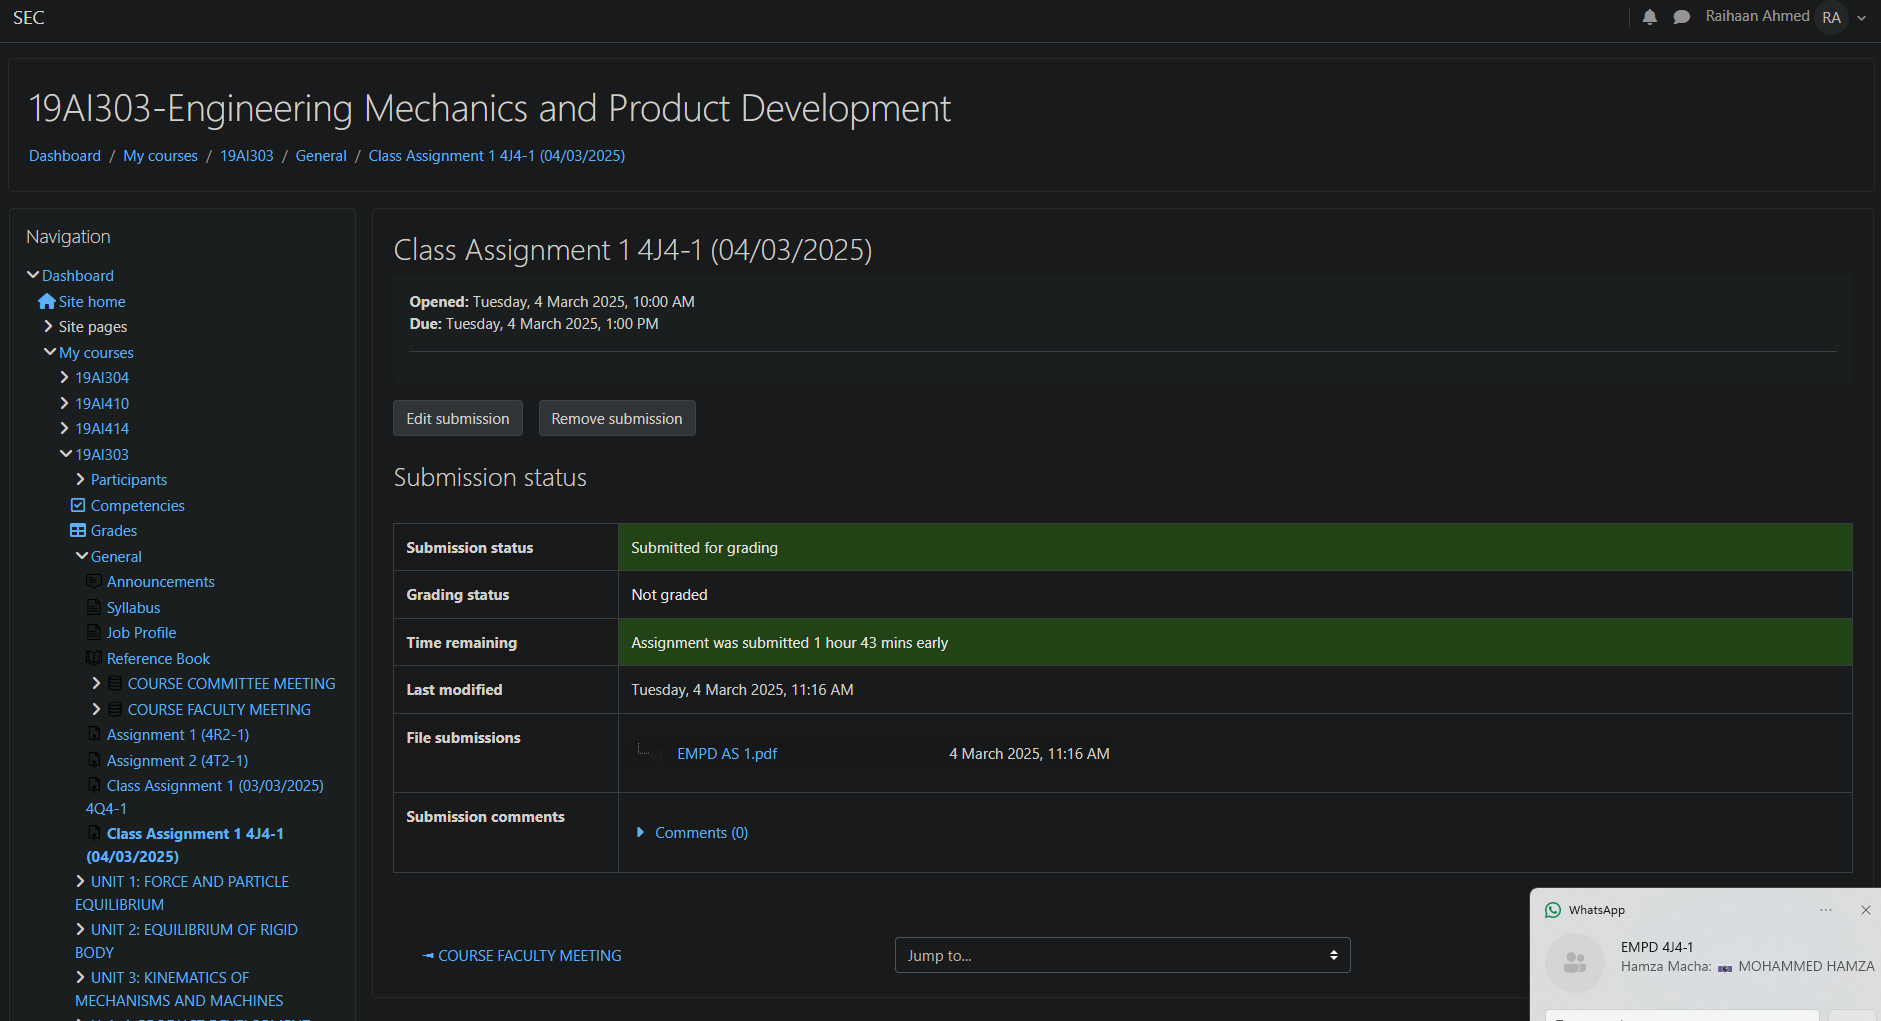 SEC
Raihaan Ahmed RA
19AI303-Engineering Mechanics and Product Development
Dashboard / My courses / 19AI303 / General / Class Assignment 1 4J4-1 (04/03/2025)
Navigation
Dashboard
Site home
Site pages
My courses
19AI304
19AI410
19AI414
19AI303
Participants
Competencies
Grades
General
Announcements
Syllabus
Job Profile
Reference Book
COURSE COMMITTEE MEETING
COURSE FACULTY MEETING
Assignment 1 (4R2-1)
Assignment 2 (4T2-1)
Class Assignment 1 (03/03/2025)
4Q4-1
Class Assignment 1 4J4-1
(04/03/2025)
UNIT 1: FORCE AND PARTICLE
EQUILIBRIUM
UNIT 2: EQUILIBRIUM OF RIGID
BODY
UNIT 3: KINEMATICS OF
MECHANISMS AND MACHINES
Class Assignment 1 4J4-1 (04/03/2025)
Opened: Tuesday, 4 March 2025, 10:00 AM
Due: Tuesday, 4 March 2025, 1:00 PM
Edit submission
Remove submission
Submission status
Submission status Submitted for grading
Grading status Not graded
Time remaining Assignment was submitted 1 hour 43 mins early
Last modified Tuesday, 4 March 2025, 11:16 AM
File submissions EMPD AS 1.pdf 4 March 2025, 11:16 AM
Submission comments Comments (0)
COURSE FACULTY MEETING
Jump to...
WhatsApp
EMPD 4J4-1
Hamza Macha: MOHAMMED HAMZA